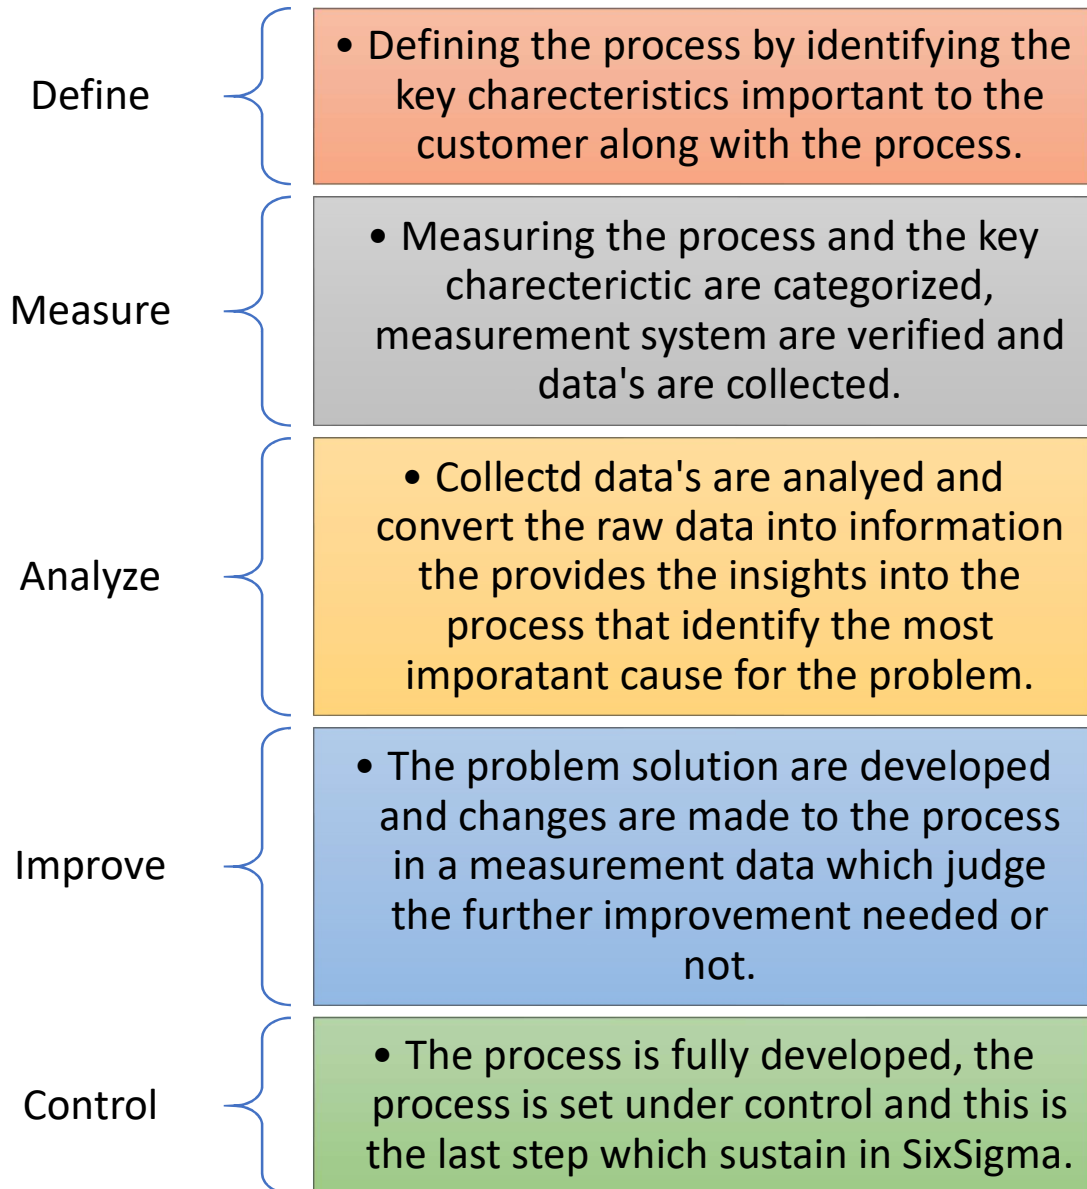 Define
• Defining the process by identifying the
key charecteristics important to the
customer along with the process.
Measure
• Measuring the process and the key
charecterictic are categorized,
measurement system are verified and
data's are collected.
Analyze
• Collectd data's are analyed and
convert the raw data into information
the provides the insights into the
process that identify the most
imporatant cause for the problem.
Improve
• The problem solution are developed
and changes are made to the process
in a measurement data which judge
the further improvement needed or
not.
Control
• The process is fully developed, the
process is set under control and this is
the last step which sustain in SixSigma.